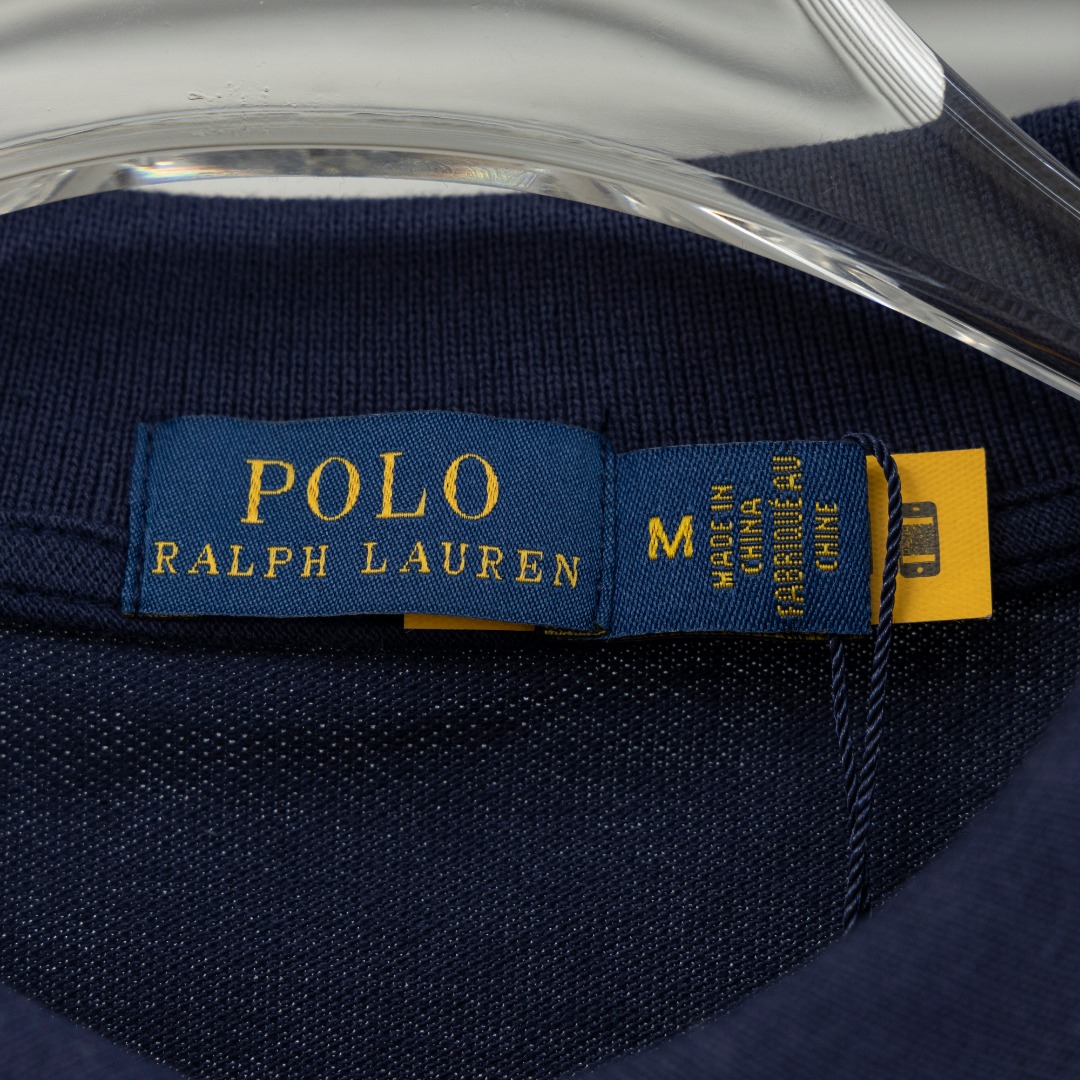 POLO
RALPH LAUREN
M
MADE IN
CHINA
FABRIQUÉ AU
CHINE